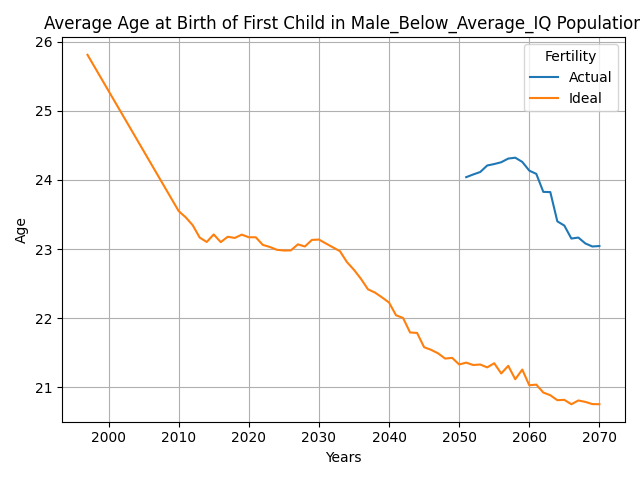 Average Age at Birth of First Child in Male_Below_Average_IQ Population
26
25
24
23
22
21
Age
Fertility
Actual
Ideal
2000 2010 2020 2030 2040 2050 2060 2070
Years